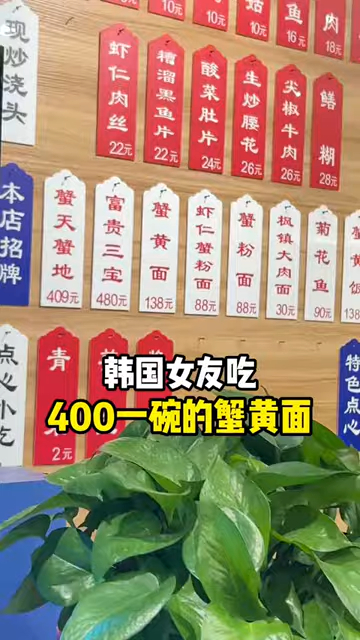 现炒浇头
10元
10元
菇
10元
鱼
16元
肉
虾仁肉丝
22元
糟溜黑鱼片
22元
酸菜肚片
24元
生炒腰花
26元
尖椒牛肉
26元
鳝糊
28元
本店招牌
蟹天蟹地
409元
富贵三宝
480元
蟹黄面
138元
虾仁蟹粉面
88元
蟹粉面
88元
枫镇大肉面
30元
菊花鱼
90元
点心小吃
青
2元
特色点心
韩国女友吃
400一碗的蟹黄面